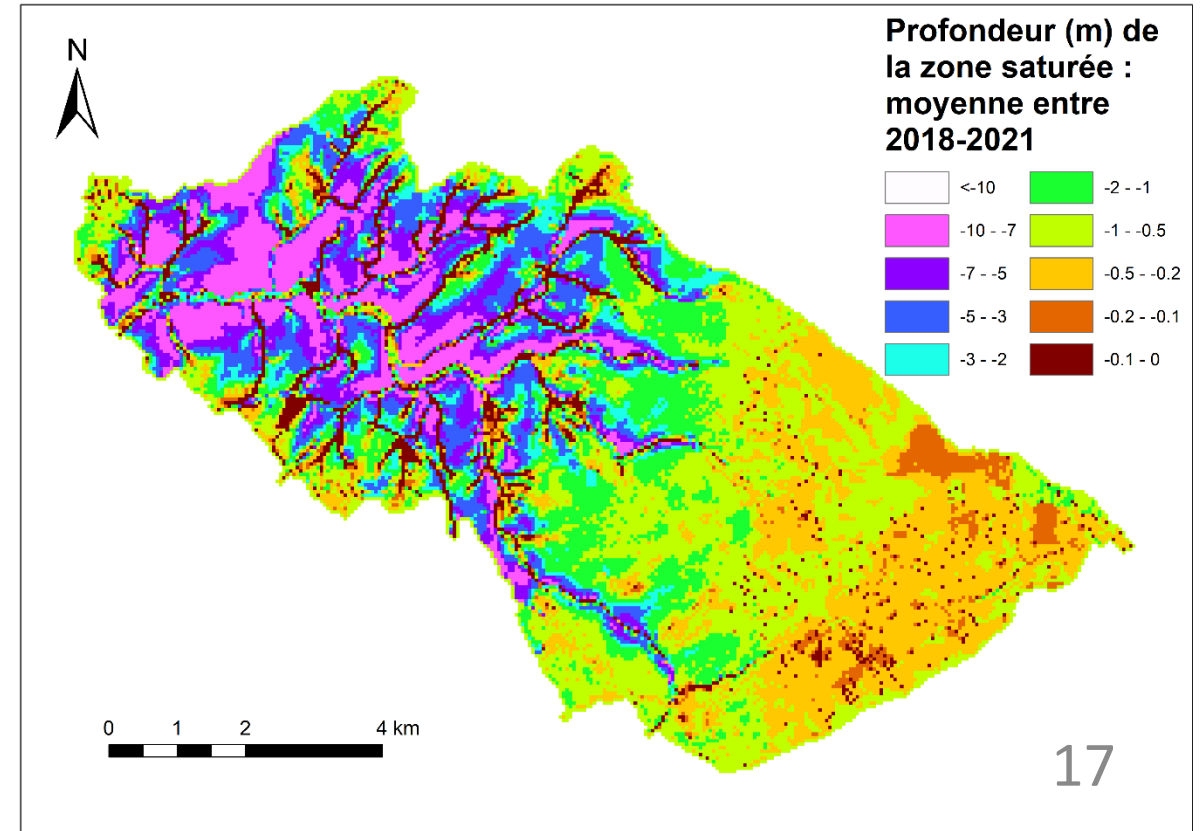 N
Profondeur (m) de
la zone saturée :
moyenne entre
2018-2021
<-10
-10 - -7
-7 - -5
-5 - -3
-3 - -2
-2 - -1
-1 - -0.5
-0.5 - -0.2
-0.2 - -0.1
-0.1 - 0
0 1 2 4 km
17